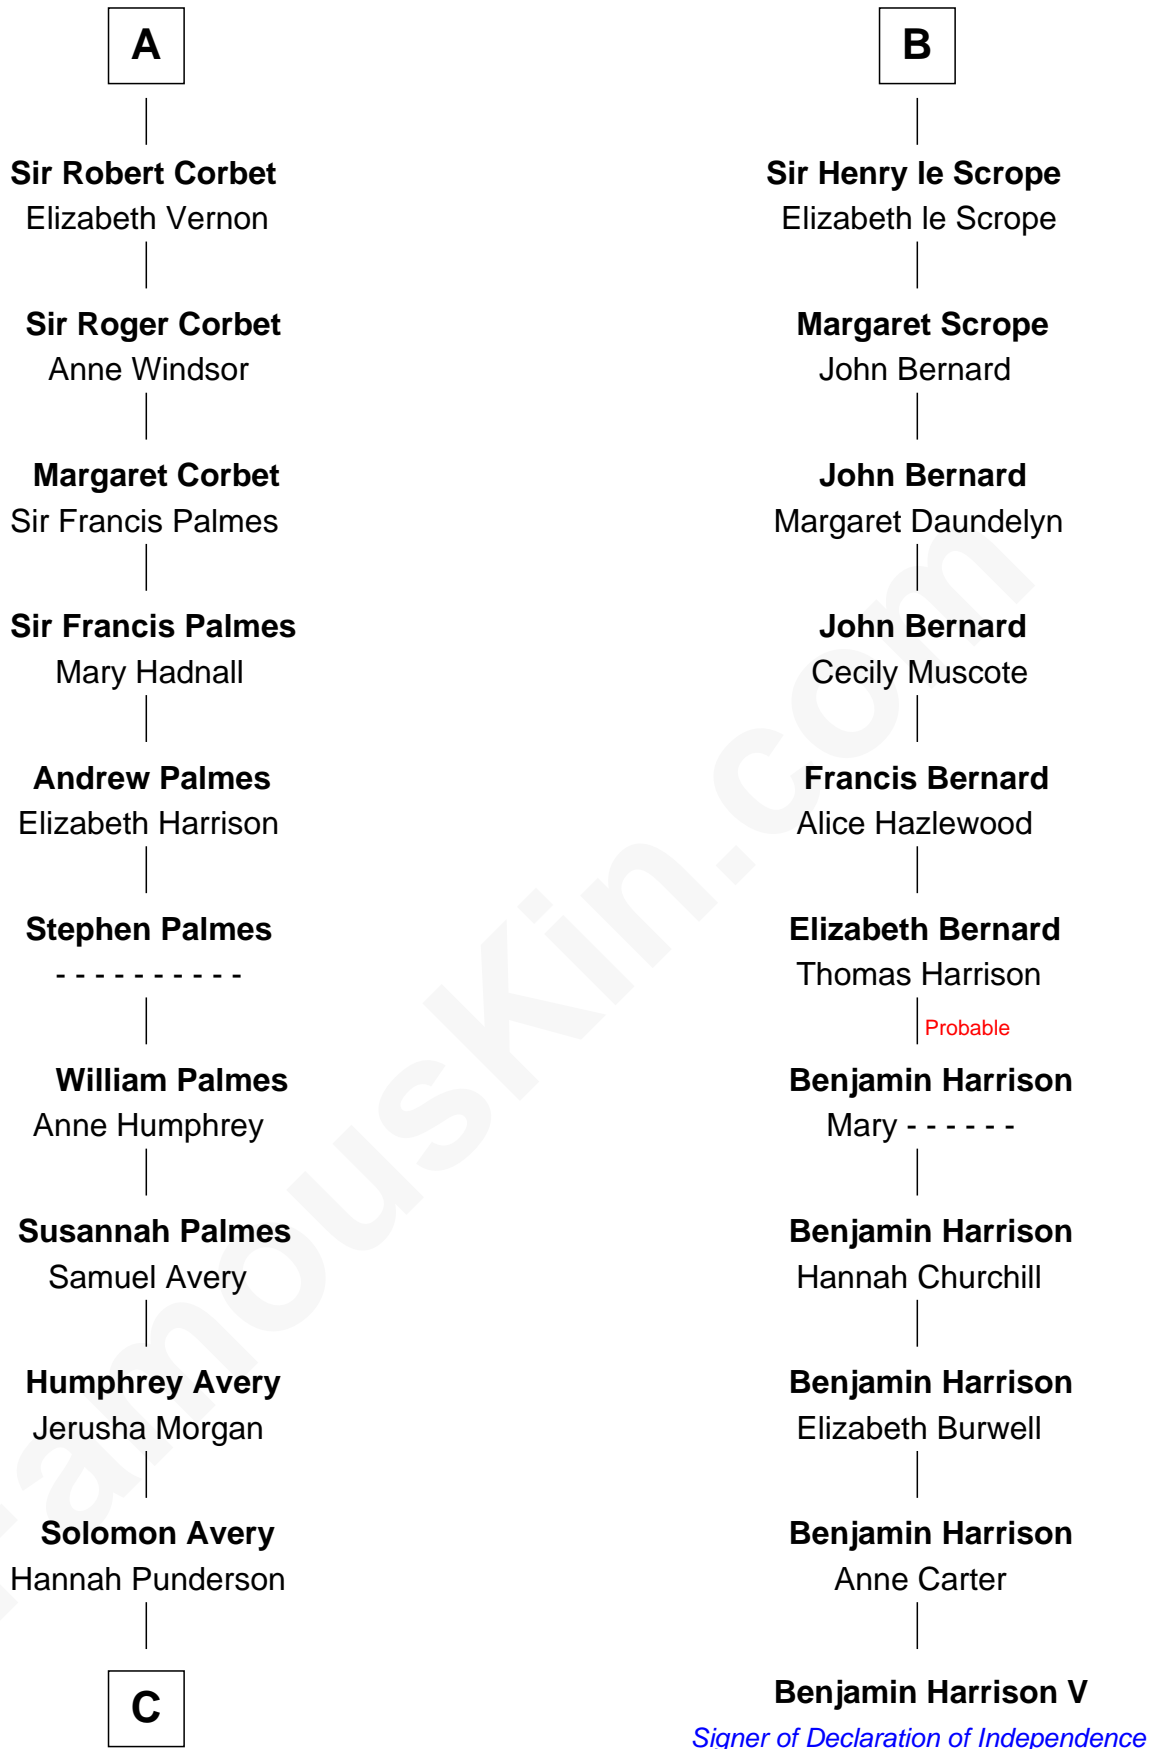 A
Sir Robert Corbet
Elizabeth Vernon
Sir Roger Corbet
Anne Windsor
Margaret Corbet
Sir Francis Palmes
Sir Francis Palmes
Mary Hadnall
Andrew Palmes
Elizabeth Harrison
Stephen Palmes
- - - - - - - - - -
William Palmes
Anne Humphrey
Susannah Palmes
Samuel Avery
Humphrey Avery
Jerusha Morgan
Solomon Avery
Hannah Punderson
C
B
Sir Henry le Scrope
Elizabeth le Scrope
Margaret Scrope
John Bernard
John Bernard
Margaret Daundelyn
John Bernard
Cecily Muscote
Francis Bernard
Alice Hazlewood
Elizabeth Bernard
Thomas Harrison
Probable
Benjamin Harrison
Mary - - - - - -
Benjamin Harrison
Hannah Churchill
Benjamin Harrison
Elizabeth Burwell
Benjamin Harrison
Anne Carter
Benjamin Harrison V
Signer of Declaration of Independence
FamousKin.com